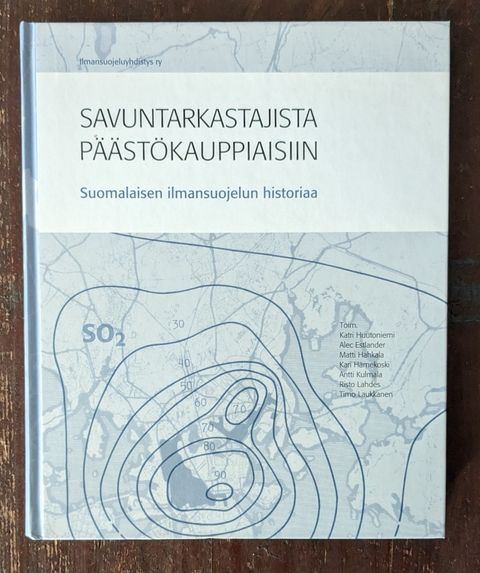 Ilmansuojeluyhdistys ry
SAVUNTARKASTAJISTA
PÄÄSTÖKAUPPIAISIIN
Suomalaisen ilmansuojelun historiaa
SO₂
Toim.
Katri Huutoniemi
Alec Estlander
Matti Hahkala
Kari Hämekoski
Antti Kulmala
Risto Lahdes
Timo Laukkanen
30
40
50
60
70
70
80
90